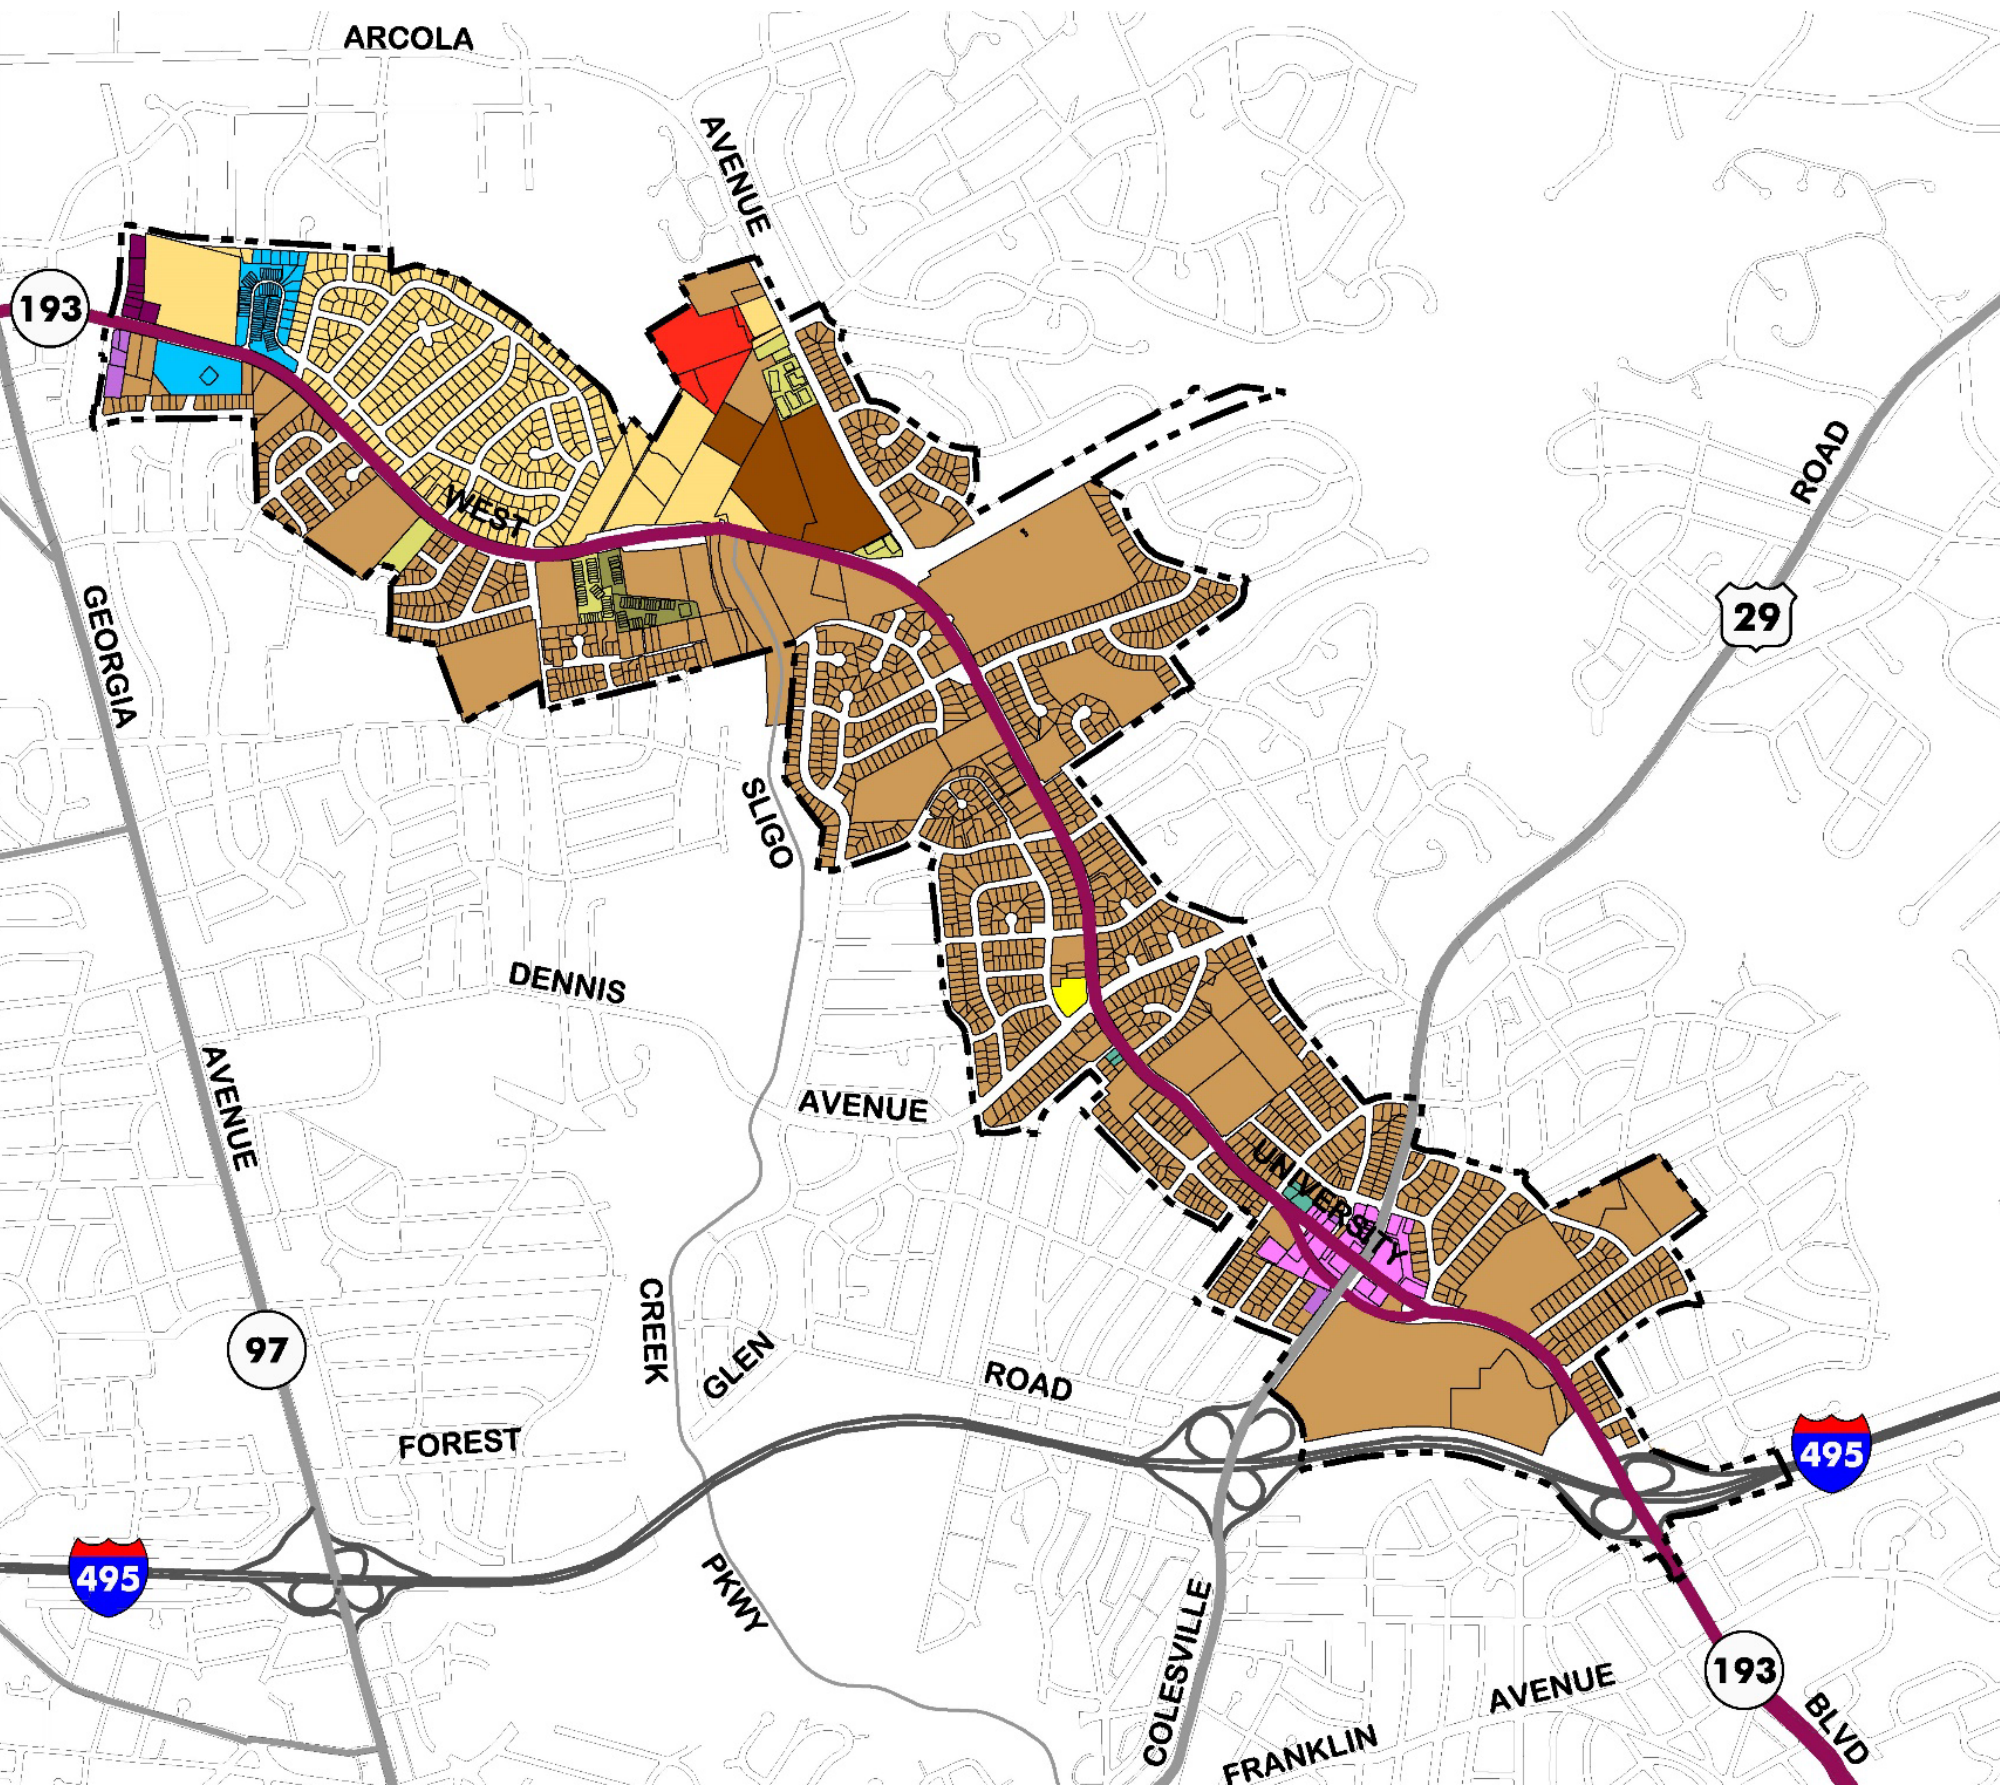 ARCOLA
AVENUE
193
WEST
ROAD
29
GEORGIA
SLIGO
DENNIS
AVENUE
AVENUE
UNIVERSITY
CREEK
GLEN
ROAD
97
FOREST
495
495
PKWY
COLESVILLE
193
AVENUE
FRANKLIN
BLVD